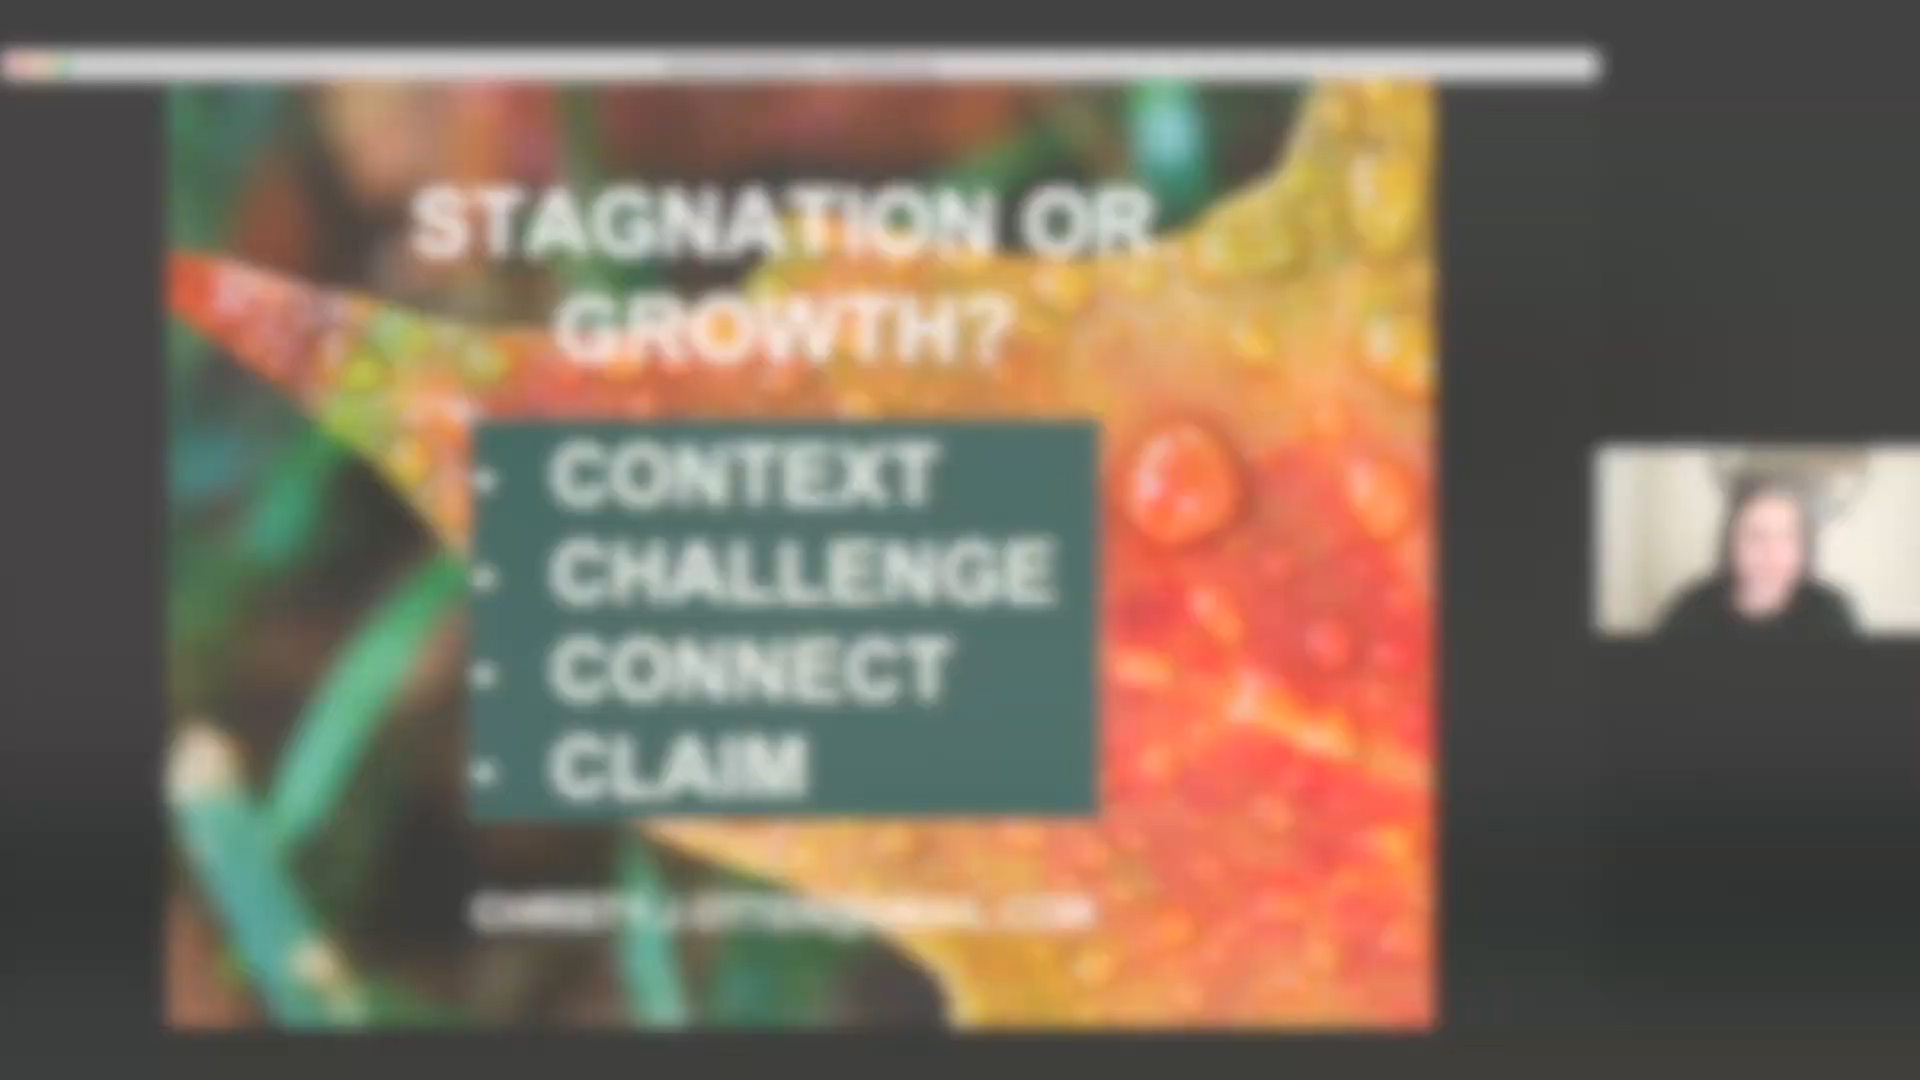 STAGNATION OR
GROWTH?
• CONTEXT
• CHALLENGE
• CONNECT
• CLAIM